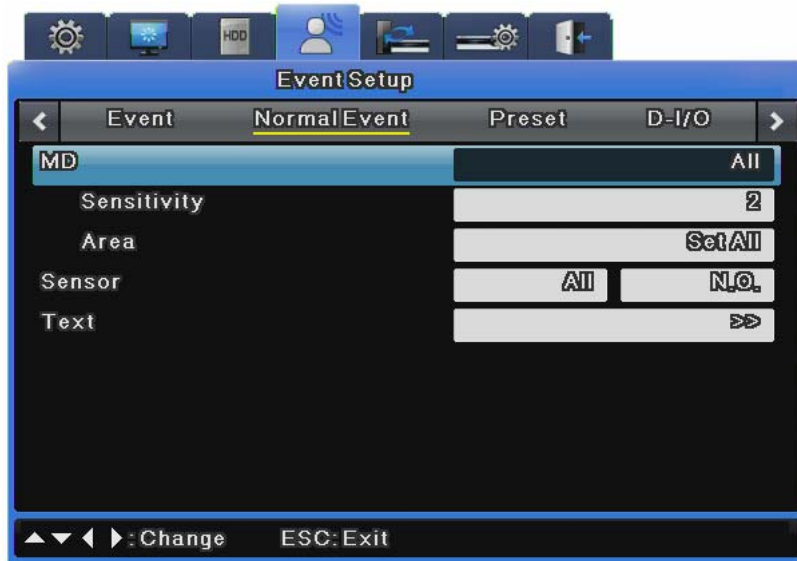 HDD
Event Setup
Event Normal Event Preset D-I/O
MD All
Sensitivity 2
Area Set All
Sensor All N.O.
Text >>
:Change ESC:Exit